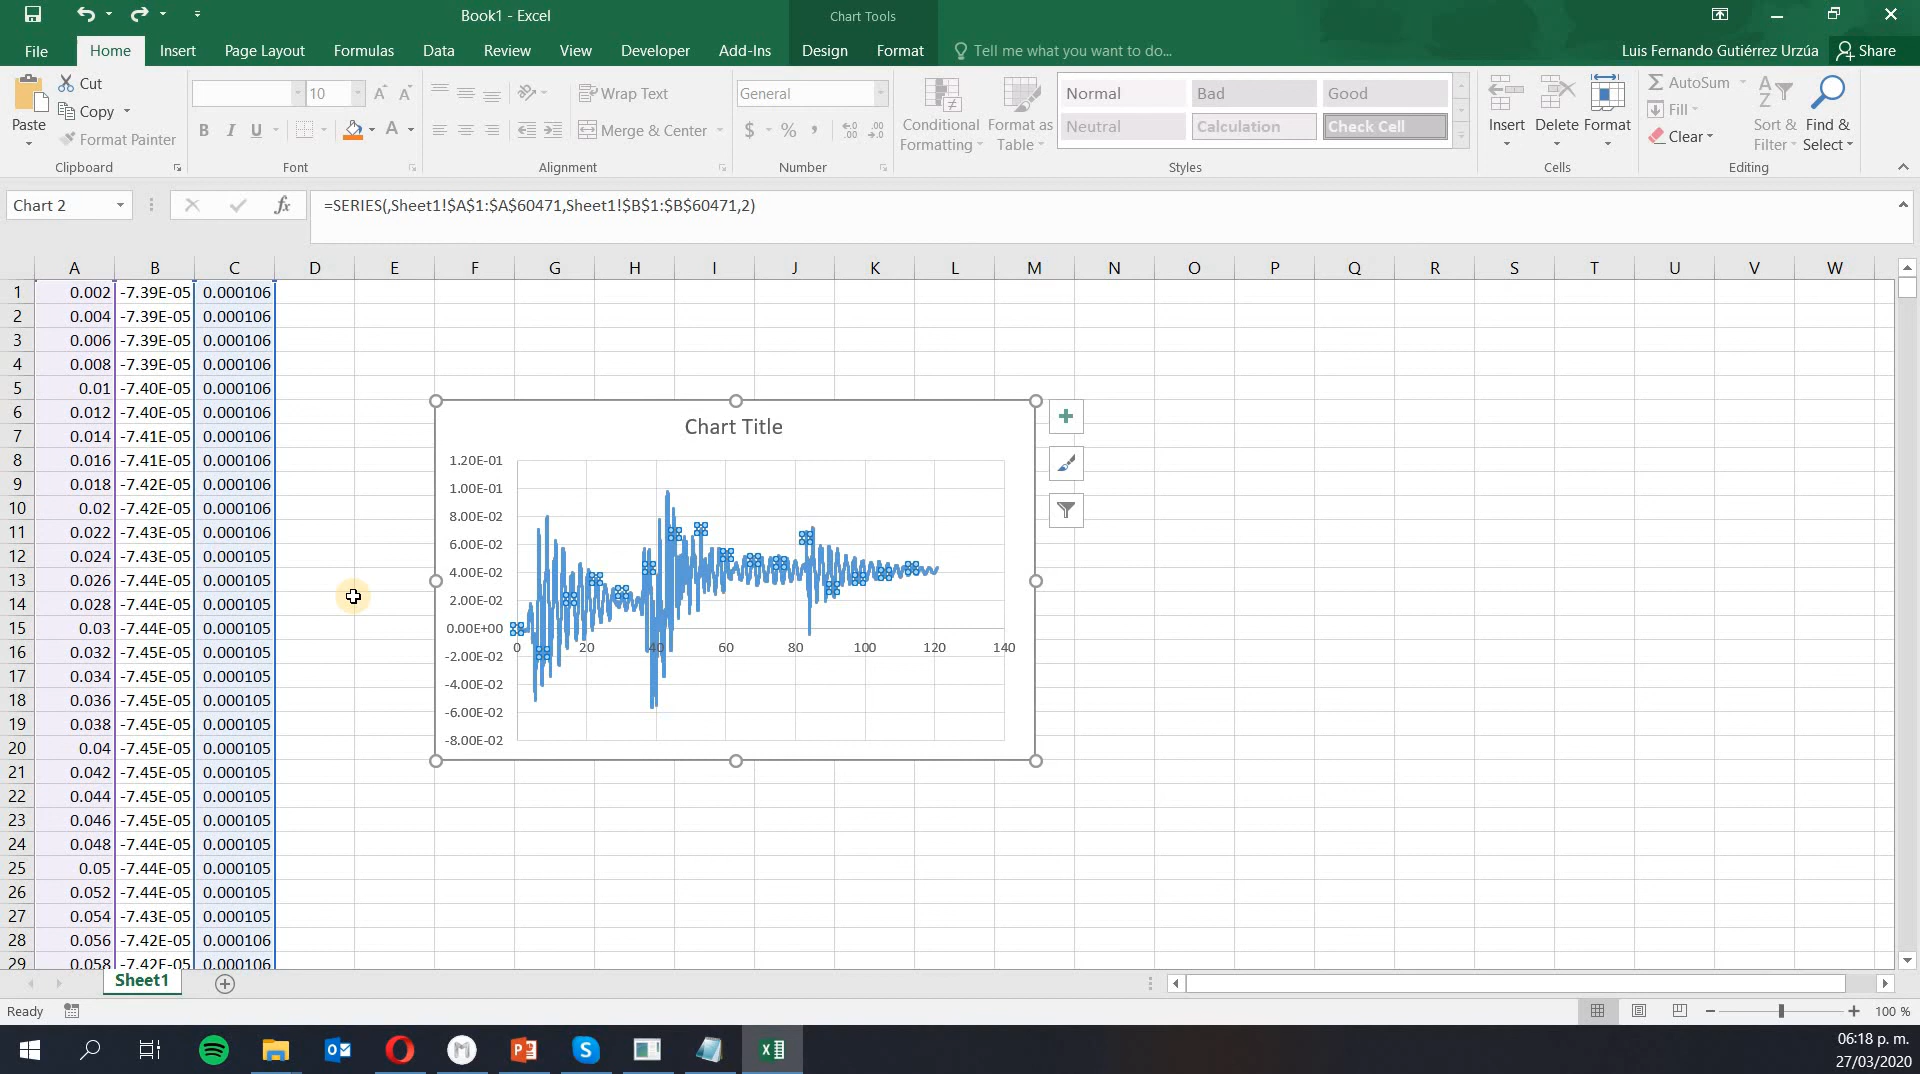 Book1 - Excel
Chart Tools
File Home Insert Page Layout Formulas Data Review View Developer Add-Ins Design Format Tell me what you want to do... Luis Fernando Gutiérrez Urzúa Share
Paste
Cut
Copy
Format Painter
Clipboard
10
B I U
Font
Wrap Text
Merge & Center
Alignment
General
$ % ,
Number
Conditional Formatting
Format as Table
Normal Bad Good
Neutral Calculation Check Cell
Styles
Insert Delete Format
Cells
AutoSum
Fill
Clear
Sort & Filter
Find & Select
Editing
Chart 2 fx =SERIES(,Sheet1!$A$1:$A$60471,Sheet1!$B$1:$B$60471,2)
A B C D E F G H I J K L M N O P Q R S T U V W
1 0.002 -7.39E-05 0.000106
2 0.004 -7.39E-05 0.000106
3 0.006 -7.39E-05 0.000106
4 0.008 -7.39E-05 0.000106
5 0.01 -7.40E-05 0.000106
6 0.012 -7.40E-05 0.000106
7 0.014 -7.41E-05 0.000106
8 0.016 -7.41E-05 0.000106
9 0.018 -7.42E-05 0.000106
10 0.02 -7.42E-05 0.000106
11 0.022 -7.43E-05 0.000106
12 0.024 -7.43E-05 0.000105
13 0.026 -7.44E-05 0.000105
14 0.028 -7.44E-05 0.000105
15 0.03 -7.44E-05 0.000105
16 0.032 -7.45E-05 0.000105
17 0.034 -7.45E-05 0.000105
18 0.036 -7.45E-05 0.000105
19 0.038 -7.45E-05 0.000105
20 0.04 -7.45E-05 0.000105
21 0.042 -7.45E-05 0.000105
22 0.044 -7.45E-05 0.000105
23 0.046 -7.45E-05 0.000105
24 0.048 -7.44E-05 0.000105
25 0.05 -7.44E-05 0.000105
26 0.052 -7.44E-05 0.000105
27 0.054 -7.43E-05 0.000105
28 0.056 -7.42E-05 0.000106
29 0.058 -7.42E-05 0.000106
Chart Title
1.20E-01
1.00E-01
8.00E-02
6.00E-02
4.00E-02
2.00E-02
0.00E+00
0 20 40 60 80 100 120 140
-2.00E-02
-4.00E-02
-6.00E-02
-8.00E-02
Sheet1
Ready
100 %
06:18 p. m.
27/03/2020